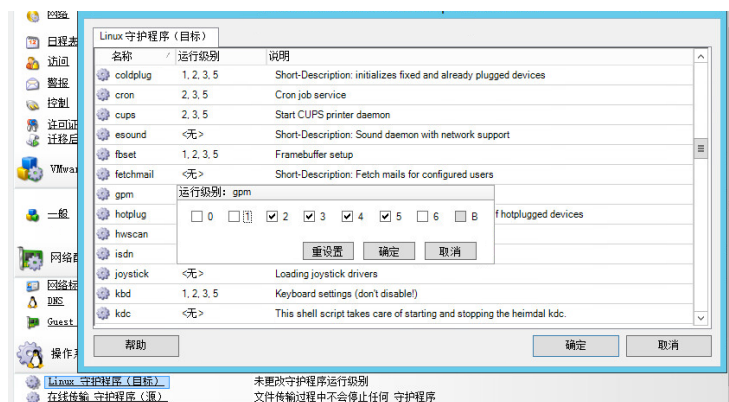 网络
日程表
访问
警报
控制
许可证
迁移后
VMwar
一般
网络
网络标
DNS
Guest
操作
Linux 守护程序（目标）
名称 运行级别 说明
coldplug 1, 2, 3, 5 Short-Description: initializes fixed and already plugged devices
cron 2, 3, 5 Cron job service
cups 2, 3, 5 Start CUPS printer daemon
esound <无> Short-Description: Sound daemon with network support
fbset 1, 2, 3, 5 Framebuffer setup
fetchmail <无> Short-Description: Fetch mails for configured users
gpm
hotplug f hotplugged devices
hwscan
isdn
joystick <无> Loading joystick drivers
kbd 1, 2, 3, 5 Keyboard settings (don't disable!)
kdc <无> This shell script takes care of starting and stopping the heimdal kdc.
运行级别: gpm
0 1 2 3 4 5 6 B
重设置 确定 取消
帮助 确定 取消
Linux 守护程序（目标） 未更改守护程序运行级别
在线传输 守护程序（源） 文件传输过程中不会停止任何 守护程序